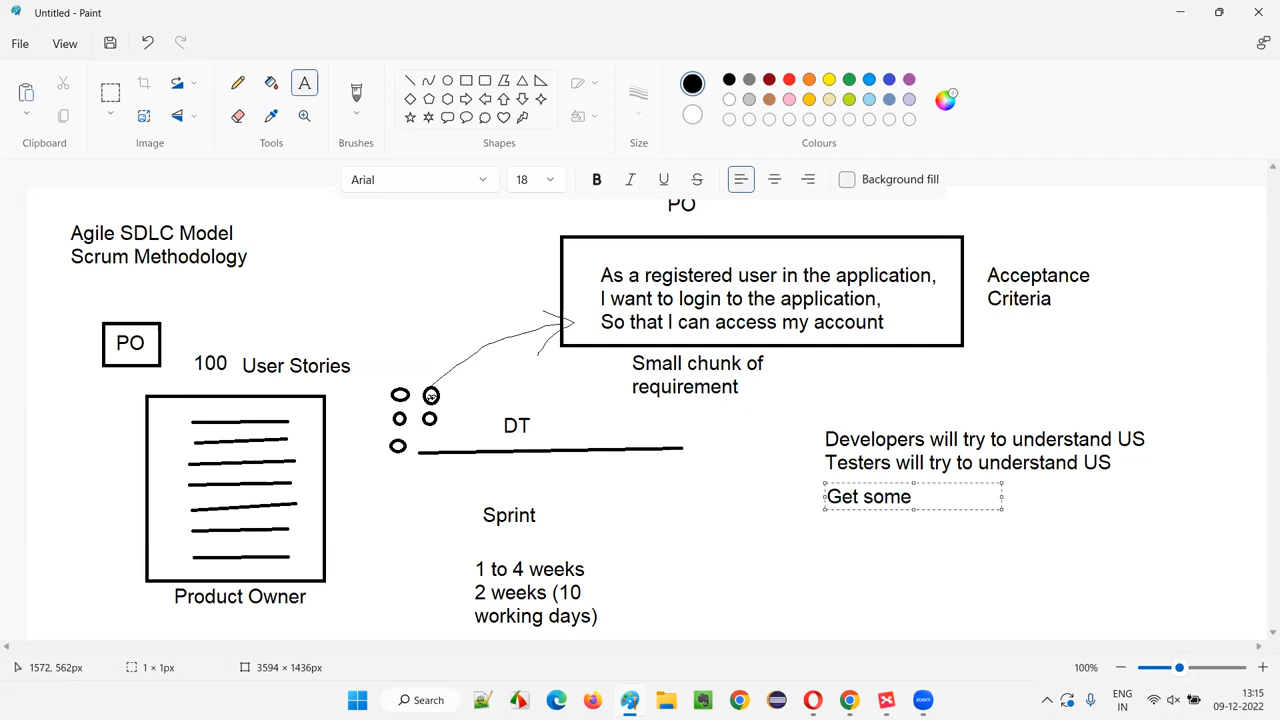 Untitled - Paint
File
View
Clipboard
Image
Tools
Brushes
Shapes
Size
Colours
Arial
18
B
I
U
S
Background fill
PO
Agile SDLC Model
Scrum Methodology
As a registered user in the application,
I want to login to the application,
So that I can access my account
Acceptance
Criteria
PO
100 User Stories
Small chunk of
requirement
DT
Developers will try to understand US
Testers will try to understand US
Get some
Sprint
1 to 4 weeks
2 weeks (10
working days)
Product Owner
1572, 562px
1 × 1px
3594 × 1436px
100%
Search
zoom
ENG
IN
13:15
09-12-2022